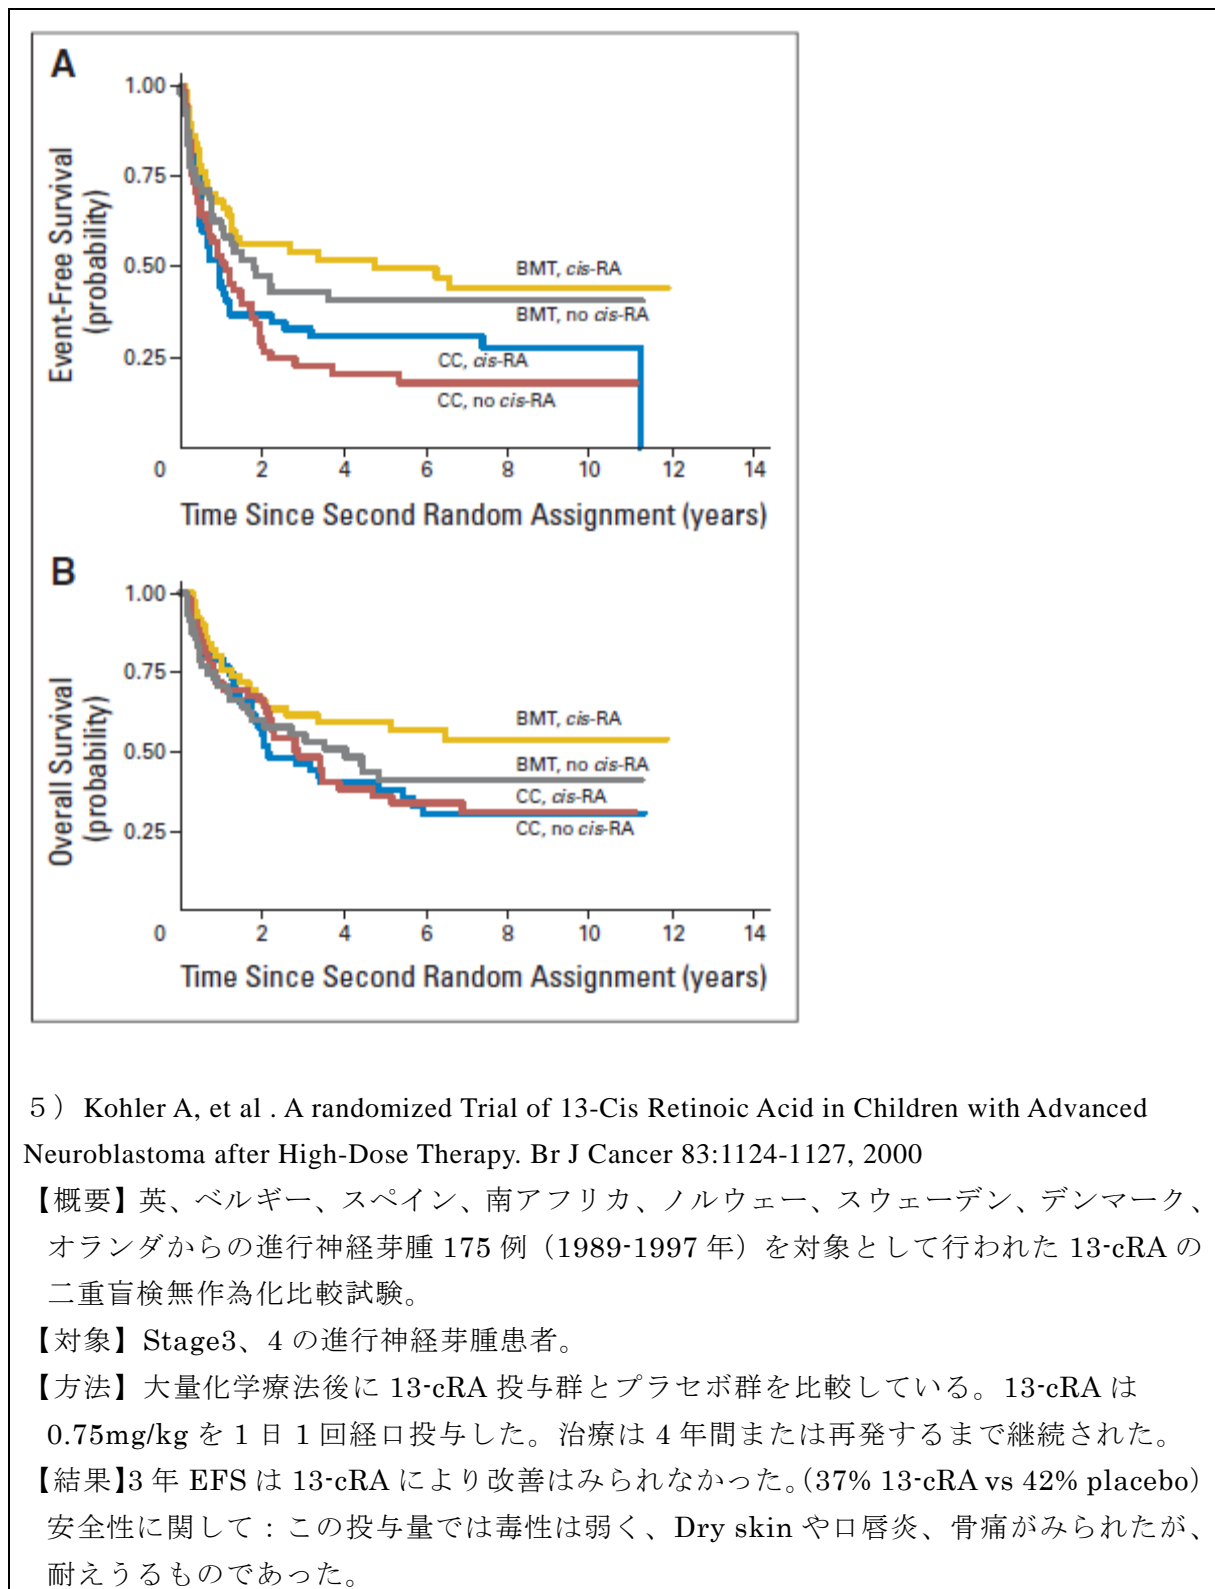 A
1.00
0.75
0.50
0.25
Event-Free Survival
(probability)
BMT, cis-RA
BMT, no cis-RA
CC, cis-RA
CC, no cis-RA
0 2 4 6 8 10 12 14
Time Since Second Random Assignment (years)
B
1.00
0.75
0.50
0.25
Overall Survival
(probability)
BMT, cis-RA
BMT, no cis-RA
CC, cis-RA
CC, no cis-RA
0 2 4 6 8 10 12 14
Time Since Second Random Assignment (years)
５） Kohler A, et al . A randomized Trial of 13-Cis Retinoic Acid in Children with Advanced
Neuroblastoma after High-Dose Therapy. Br J Cancer 83:1124-1127, 2000
【概要】英、ベルギー、スペイン、南アフリカ、ノルウェー、スウェーデン、デンマーク、
オランダからの進行神経芽腫 175 例（1989-1997 年）を対象として行われた 13-cRA の
二重盲検無作為化比較試験。
【対象】Stage3、4 の進行神経芽腫患者。
【方法】大量化学療法後に 13-cRA 投与群とプラセボ群を比較している。13-cRA は
0.75mg/kg を 1 日 1 回経口投与した。治療は 4 年間または再発するまで継続された。
【結果】3 年 EFS は 13-cRA により改善はみられなかった。（37% 13-cRA vs 42% placebo）
安全性に関して：この投与量では毒性は弱く、Dry skin や口唇炎、骨痛がみられたが、
耐えうるものであった。